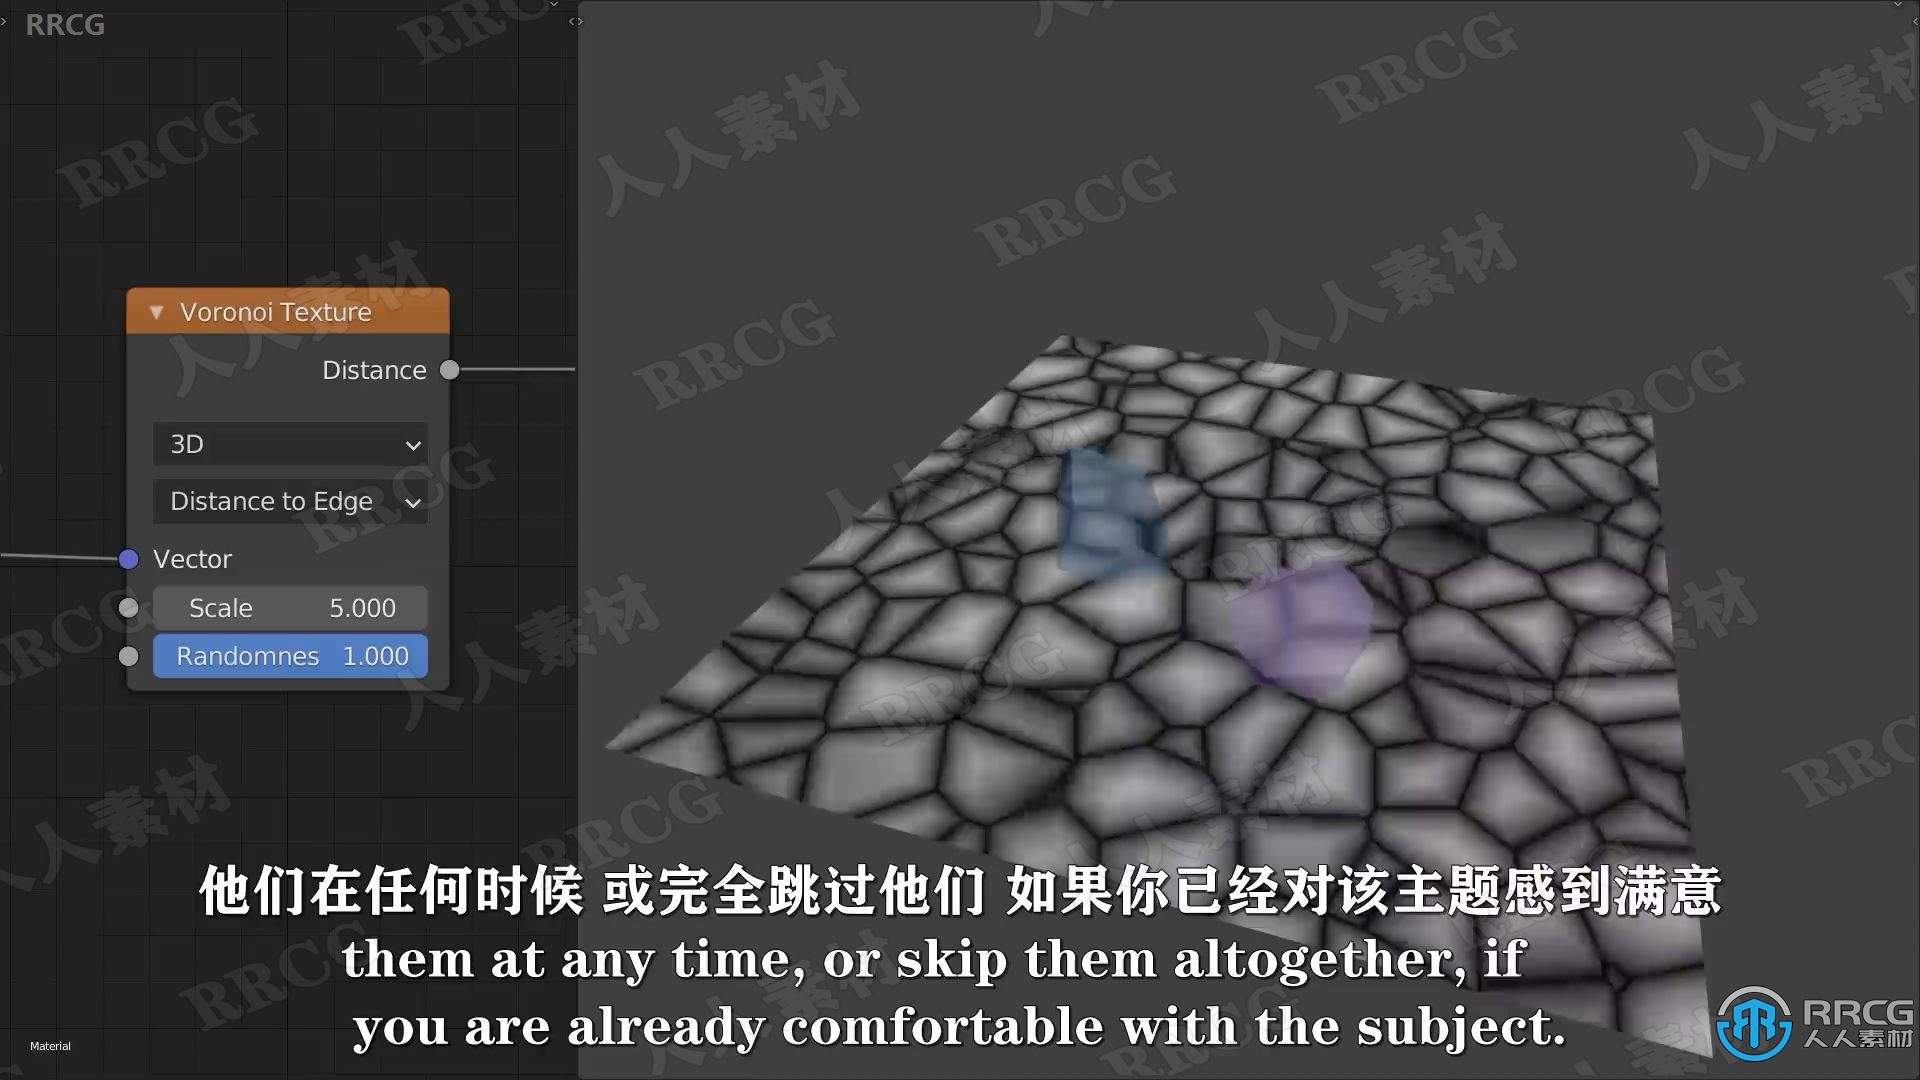 RRCG
Voronoi Texture
Distance
3D
Distance to Edge
Vector
Scale 5.000
Randomnes 1.000
他们在任何时候 或完全跳过他们 如果你已经对该主题感到满意
them at any time, or skip them altogether, if
you are already comfortable with the subject.
Material
RRCG
人人素材